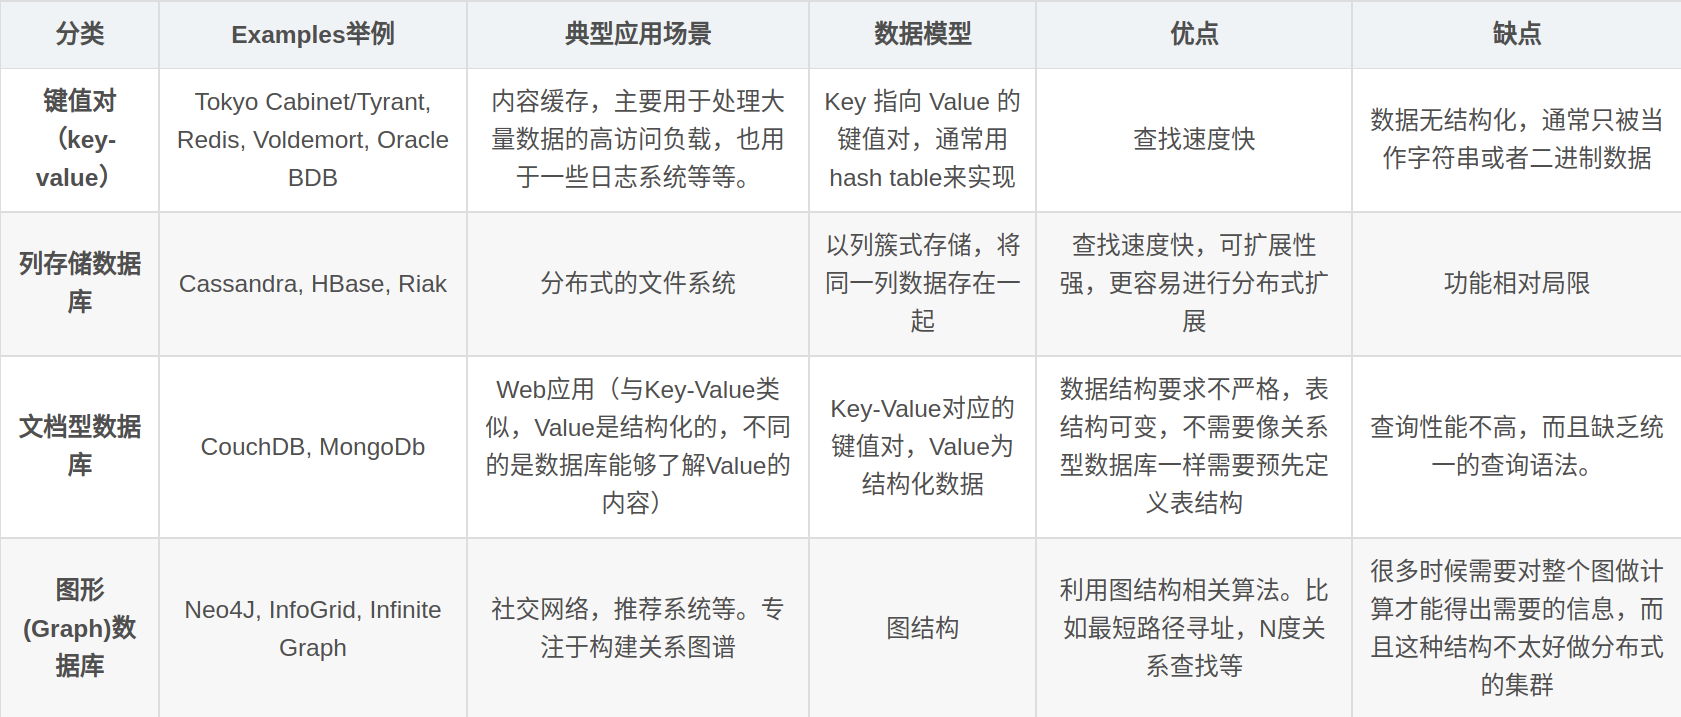 分类
Examples举例
典型应用场景
数据模型
优点
缺点
键值对
（key-
value）
Tokyo Cabinet/Tyrant,
Redis, Voldemort, Oracle
BDB
内容缓存，主要用于处理大
量数据的高访问负载，也用
于一些日志系统等等。
Key 指向 Value 的
键值对，通常用
hash table来实现
查找速度快
数据无结构化，通常只被当
作字符串或者二进制数据
列存储数据
库
Cassandra, HBase, Riak
分布式的文件系统
以列簇式存储，将
同一列数据存在一
起
查找速度快，可扩展性
强，更容易进行分布式扩
展
功能相对局限
文档型数据
库
CouchDB, MongoDb
Web应用（与Key-Value类
似，Value是结构化的，不同
的是数据库能够了解Value的
内容）
Key-Value对应的
键值对，Value为
结构化数据
数据结构要求不严格，表
结构可变，不需要像关系
型数据库一样需要预先定
义表结构
查询性能不高，而且缺乏统
一的查询语法。
图形
(Graph)数
据库
Neo4J, InfoGrid, Infinite
Graph
社交网络，推荐系统等。专
注于构建关系图谱
图结构
利用图结构相关算法。比
如最短路径寻址，N度关
系查找等
很多时候需要对整个图做计
算才能得出需要的信息，而
且这种结构不太好做分布式
的集群